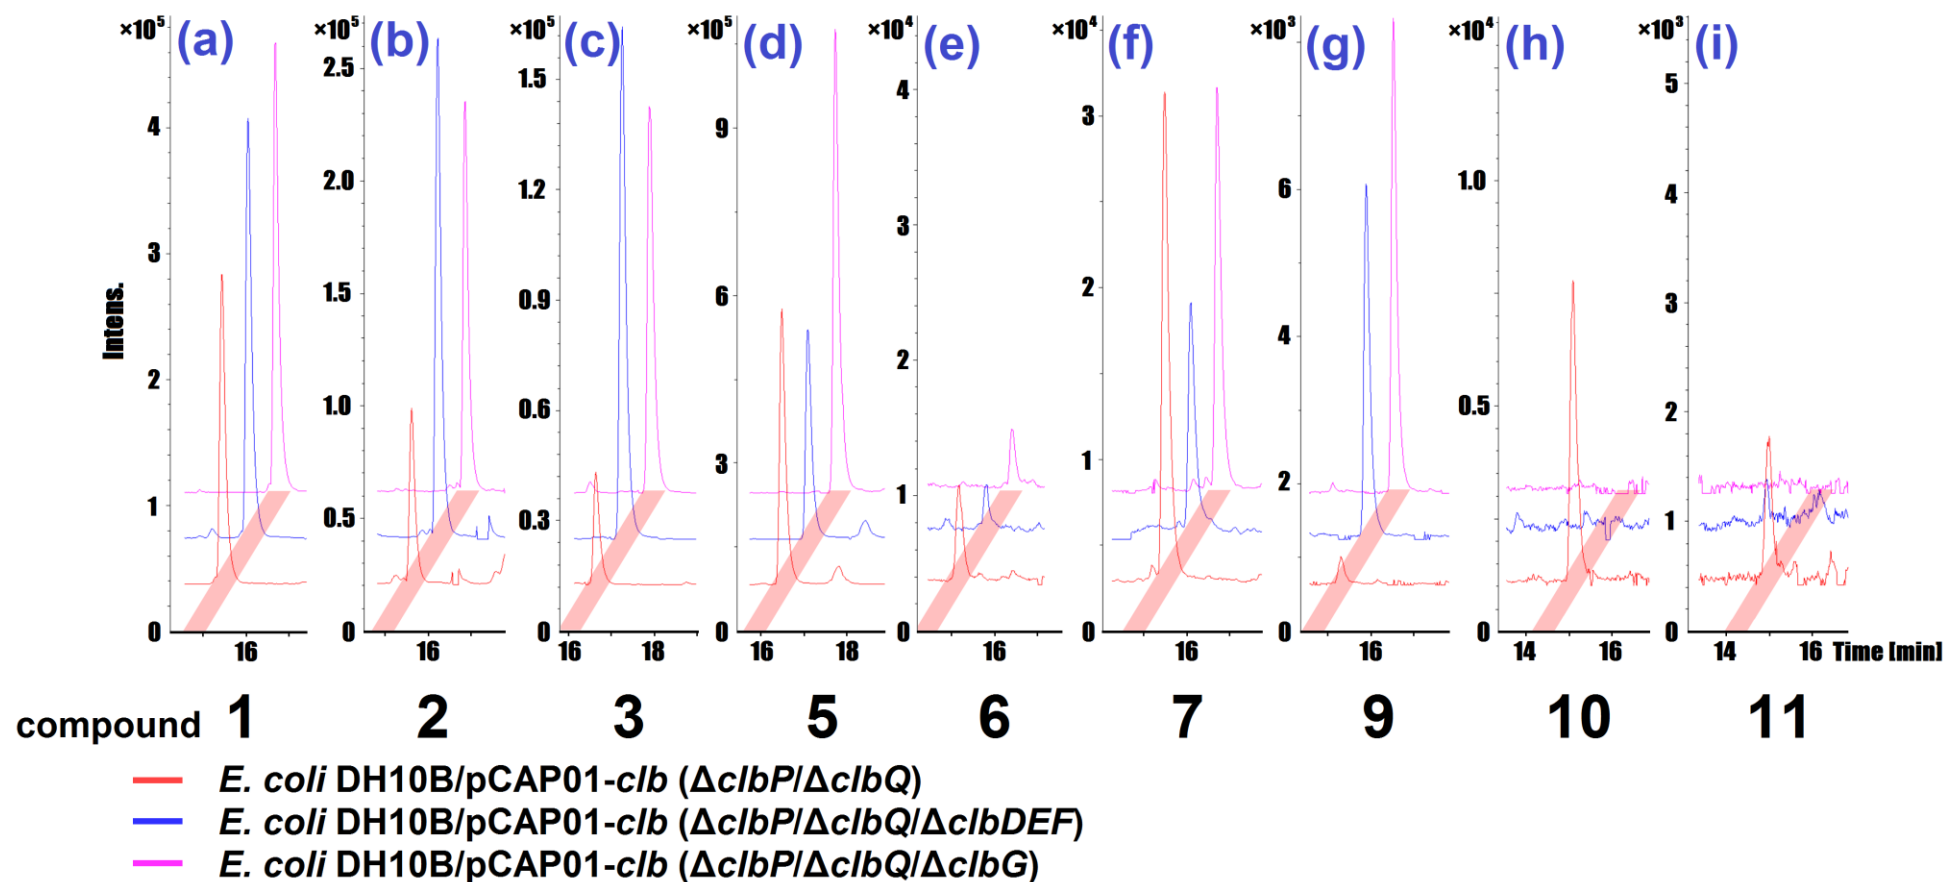 ×10⁵ (a) ×10⁵ (b) ×10⁵ (c) ×10⁵ (d) ×10⁴ (e) ×10⁴ (f) ×10³ (g) ×10⁴ (h) ×10³ (i)
Intens.
4 3 2 1 0
2.5 2.0 1.5 1.0 0.5 0
1.5 1.2 0.9 0.6 0.3 0
9 6 3 0
4 3 2 1 0
3 2 1 0
6 4 2 0
1.0 0.5 0
5 4 3 2 1 0
16 16 16 18 16 18 16 16 16 14 16 14 16 Time [min]
compound 1 2 3 5 6 7 9 10 11
E. coli DH10B/pCAP01-clb (ΔclbP/ΔclbQ)
E. coli DH10B/pCAP01-clb (ΔclbP/ΔclbQ/ΔclbDEF)
E. coli DH10B/pCAP01-clb (ΔclbP/ΔclbQ/ΔclbG)